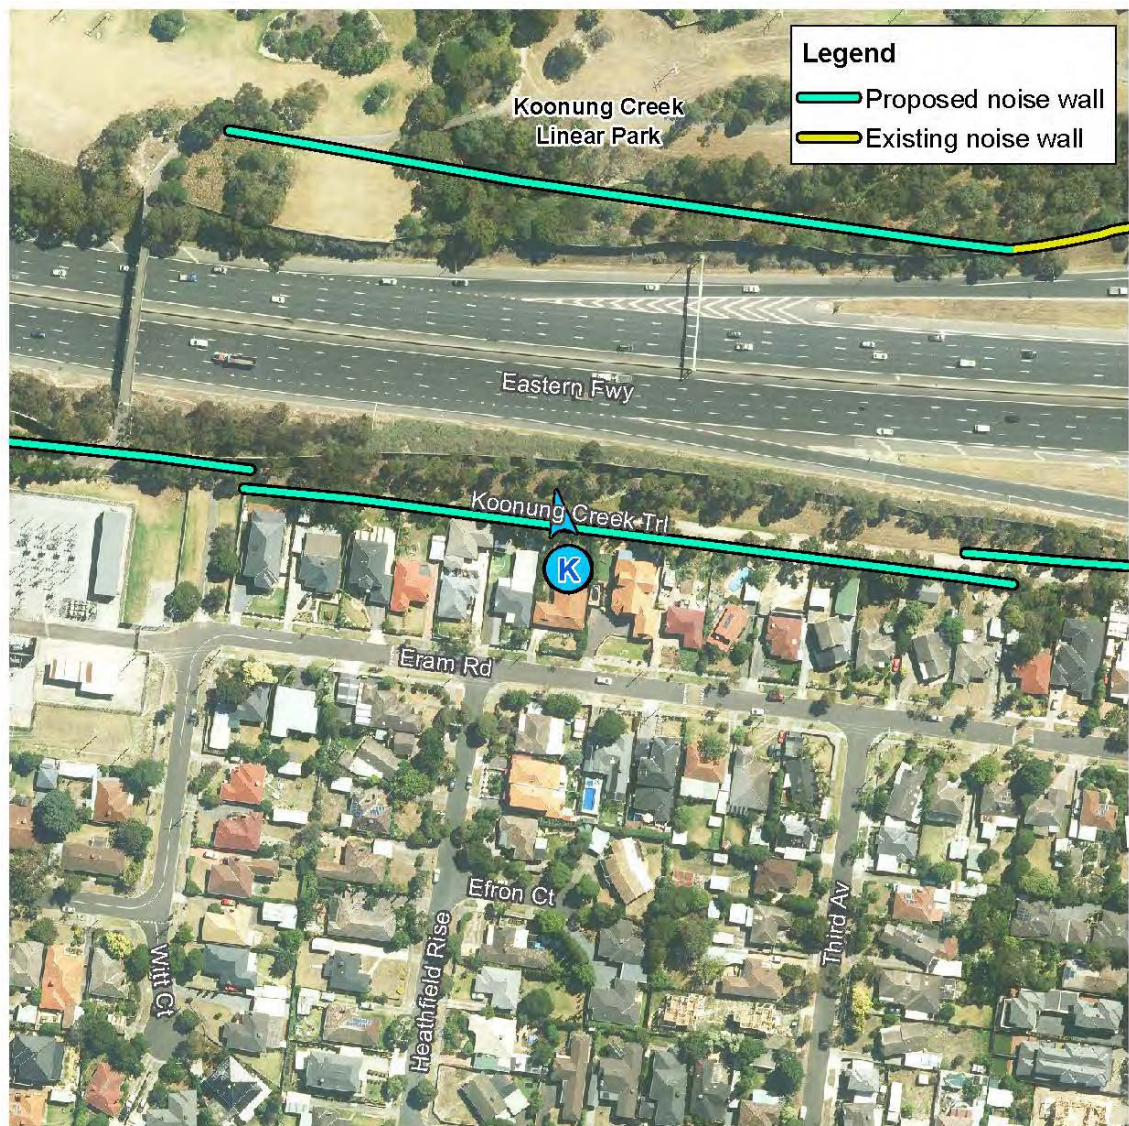 Legend
Proposed noise wall
Existing noise wall
Koonung Creek
Linear Park
Eastern Fwy
Koonung Creek Trl
K
Eram Rd
Efron Ct
Third Av
Witt Ct
Heathfield Rise